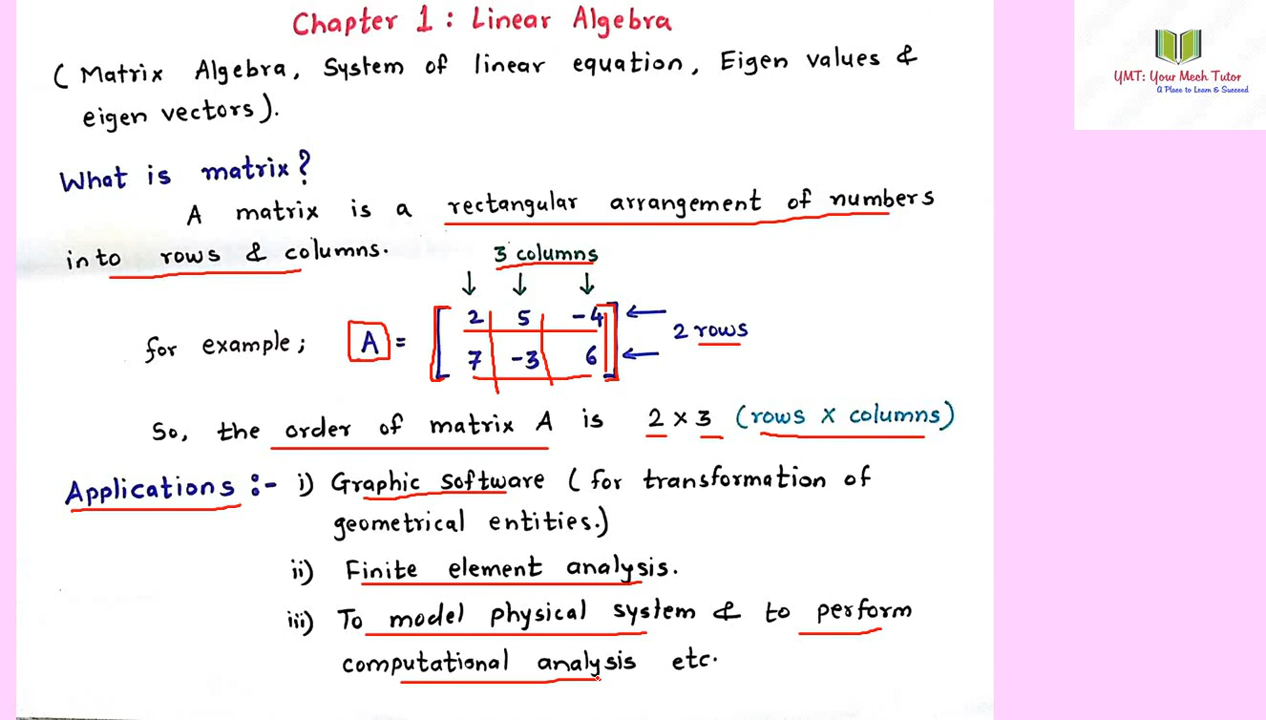 Chapter 1 : Linear Algebra
(Matrix Algebra, System of linear equation, Eigen values &
eigen vectors).
YMT: Your Mech Tutor
A Place to Learn & Succeed
What is matrix?
A matrix is a rectangular arrangement of numbers
into rows & columns.
3 columns
↓ ↓ ↓
for example; A = [ 2 5 -4 ] ←
2 rows
[ 7 -3 6 ] ←
So, the order of matrix A is 2 x 3 (rows X columns)
Applications :- i) Graphic software ( for transformation of
geometrical entities.)
ii) Finite element analysis.
iii) To model physical system & to perform
computational analysis etc.